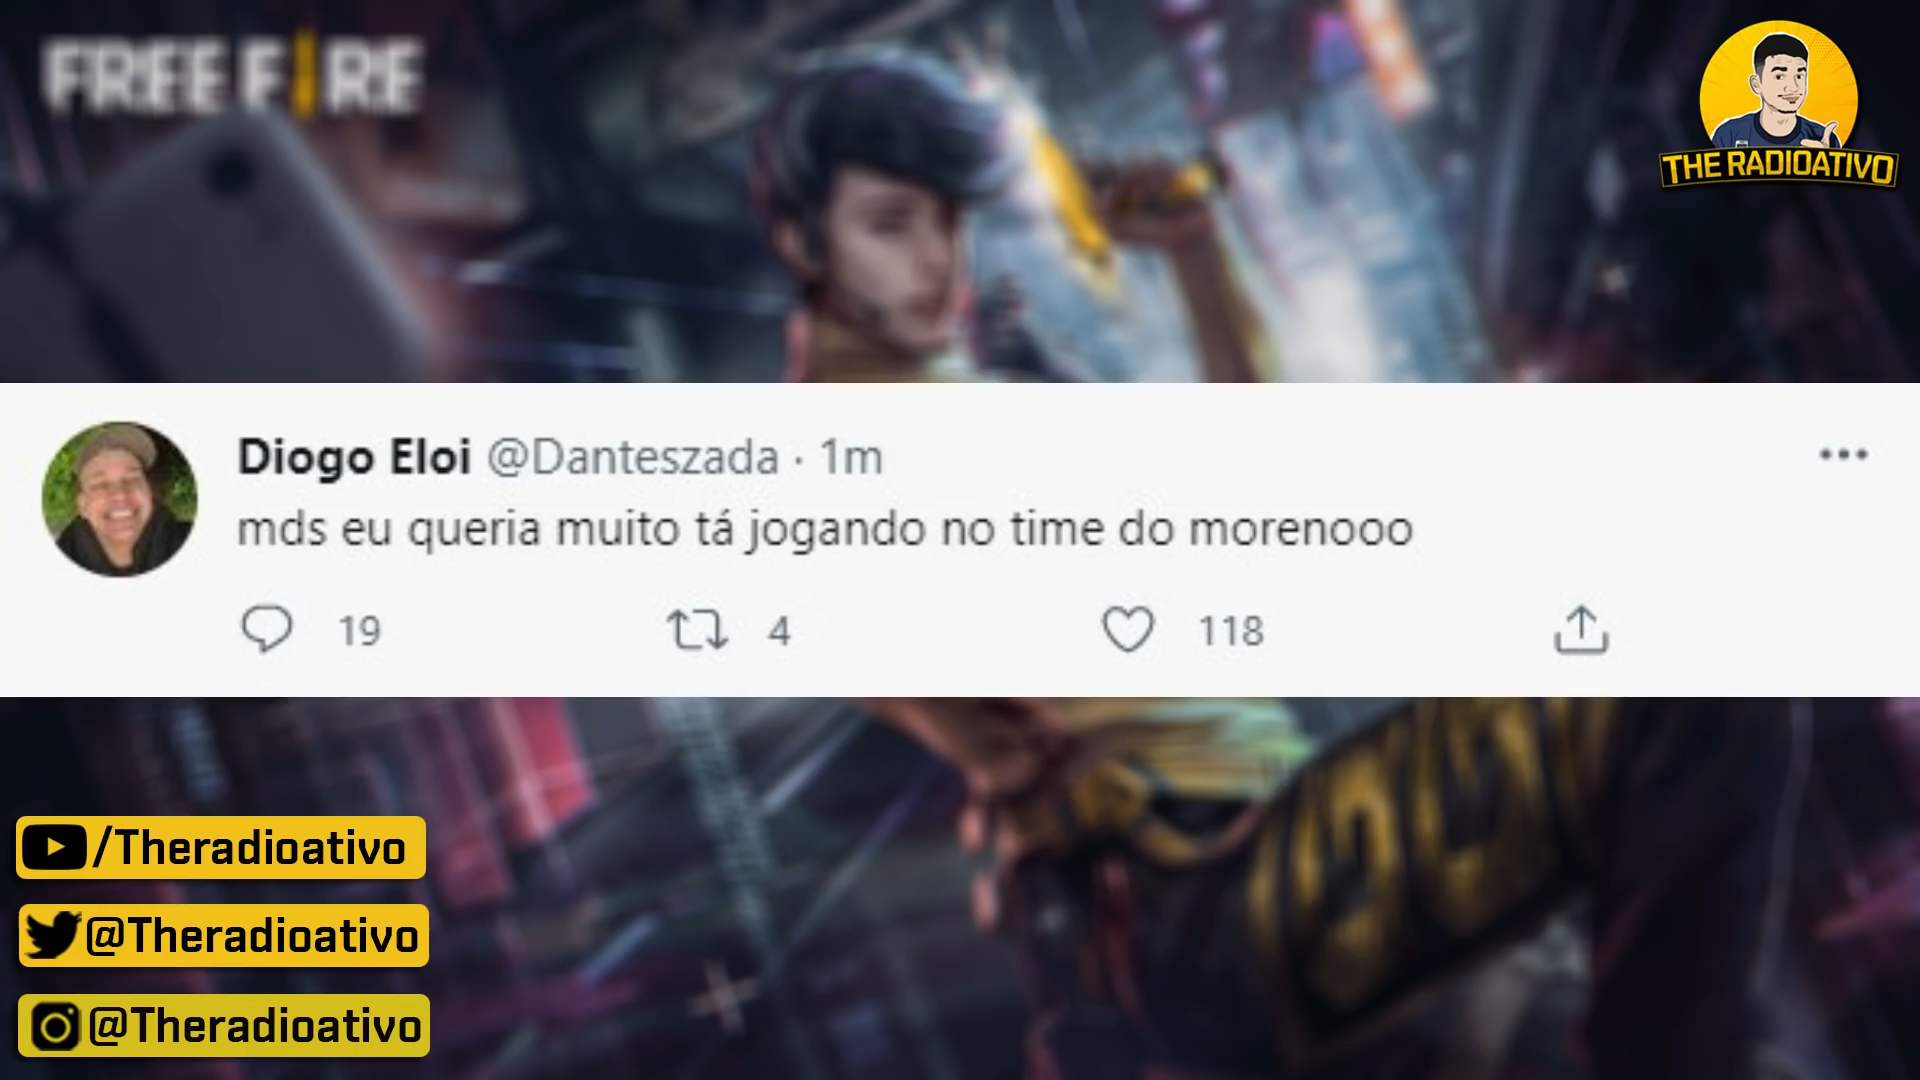 FREE FIRE
THE RADIOATIVO
Diogo Eloi @Danteszada · 1m
mds eu queria muito tá jogando no time do morenooo
19 4 118
/Theradioativo
@Theradioativo
@Theradioativo